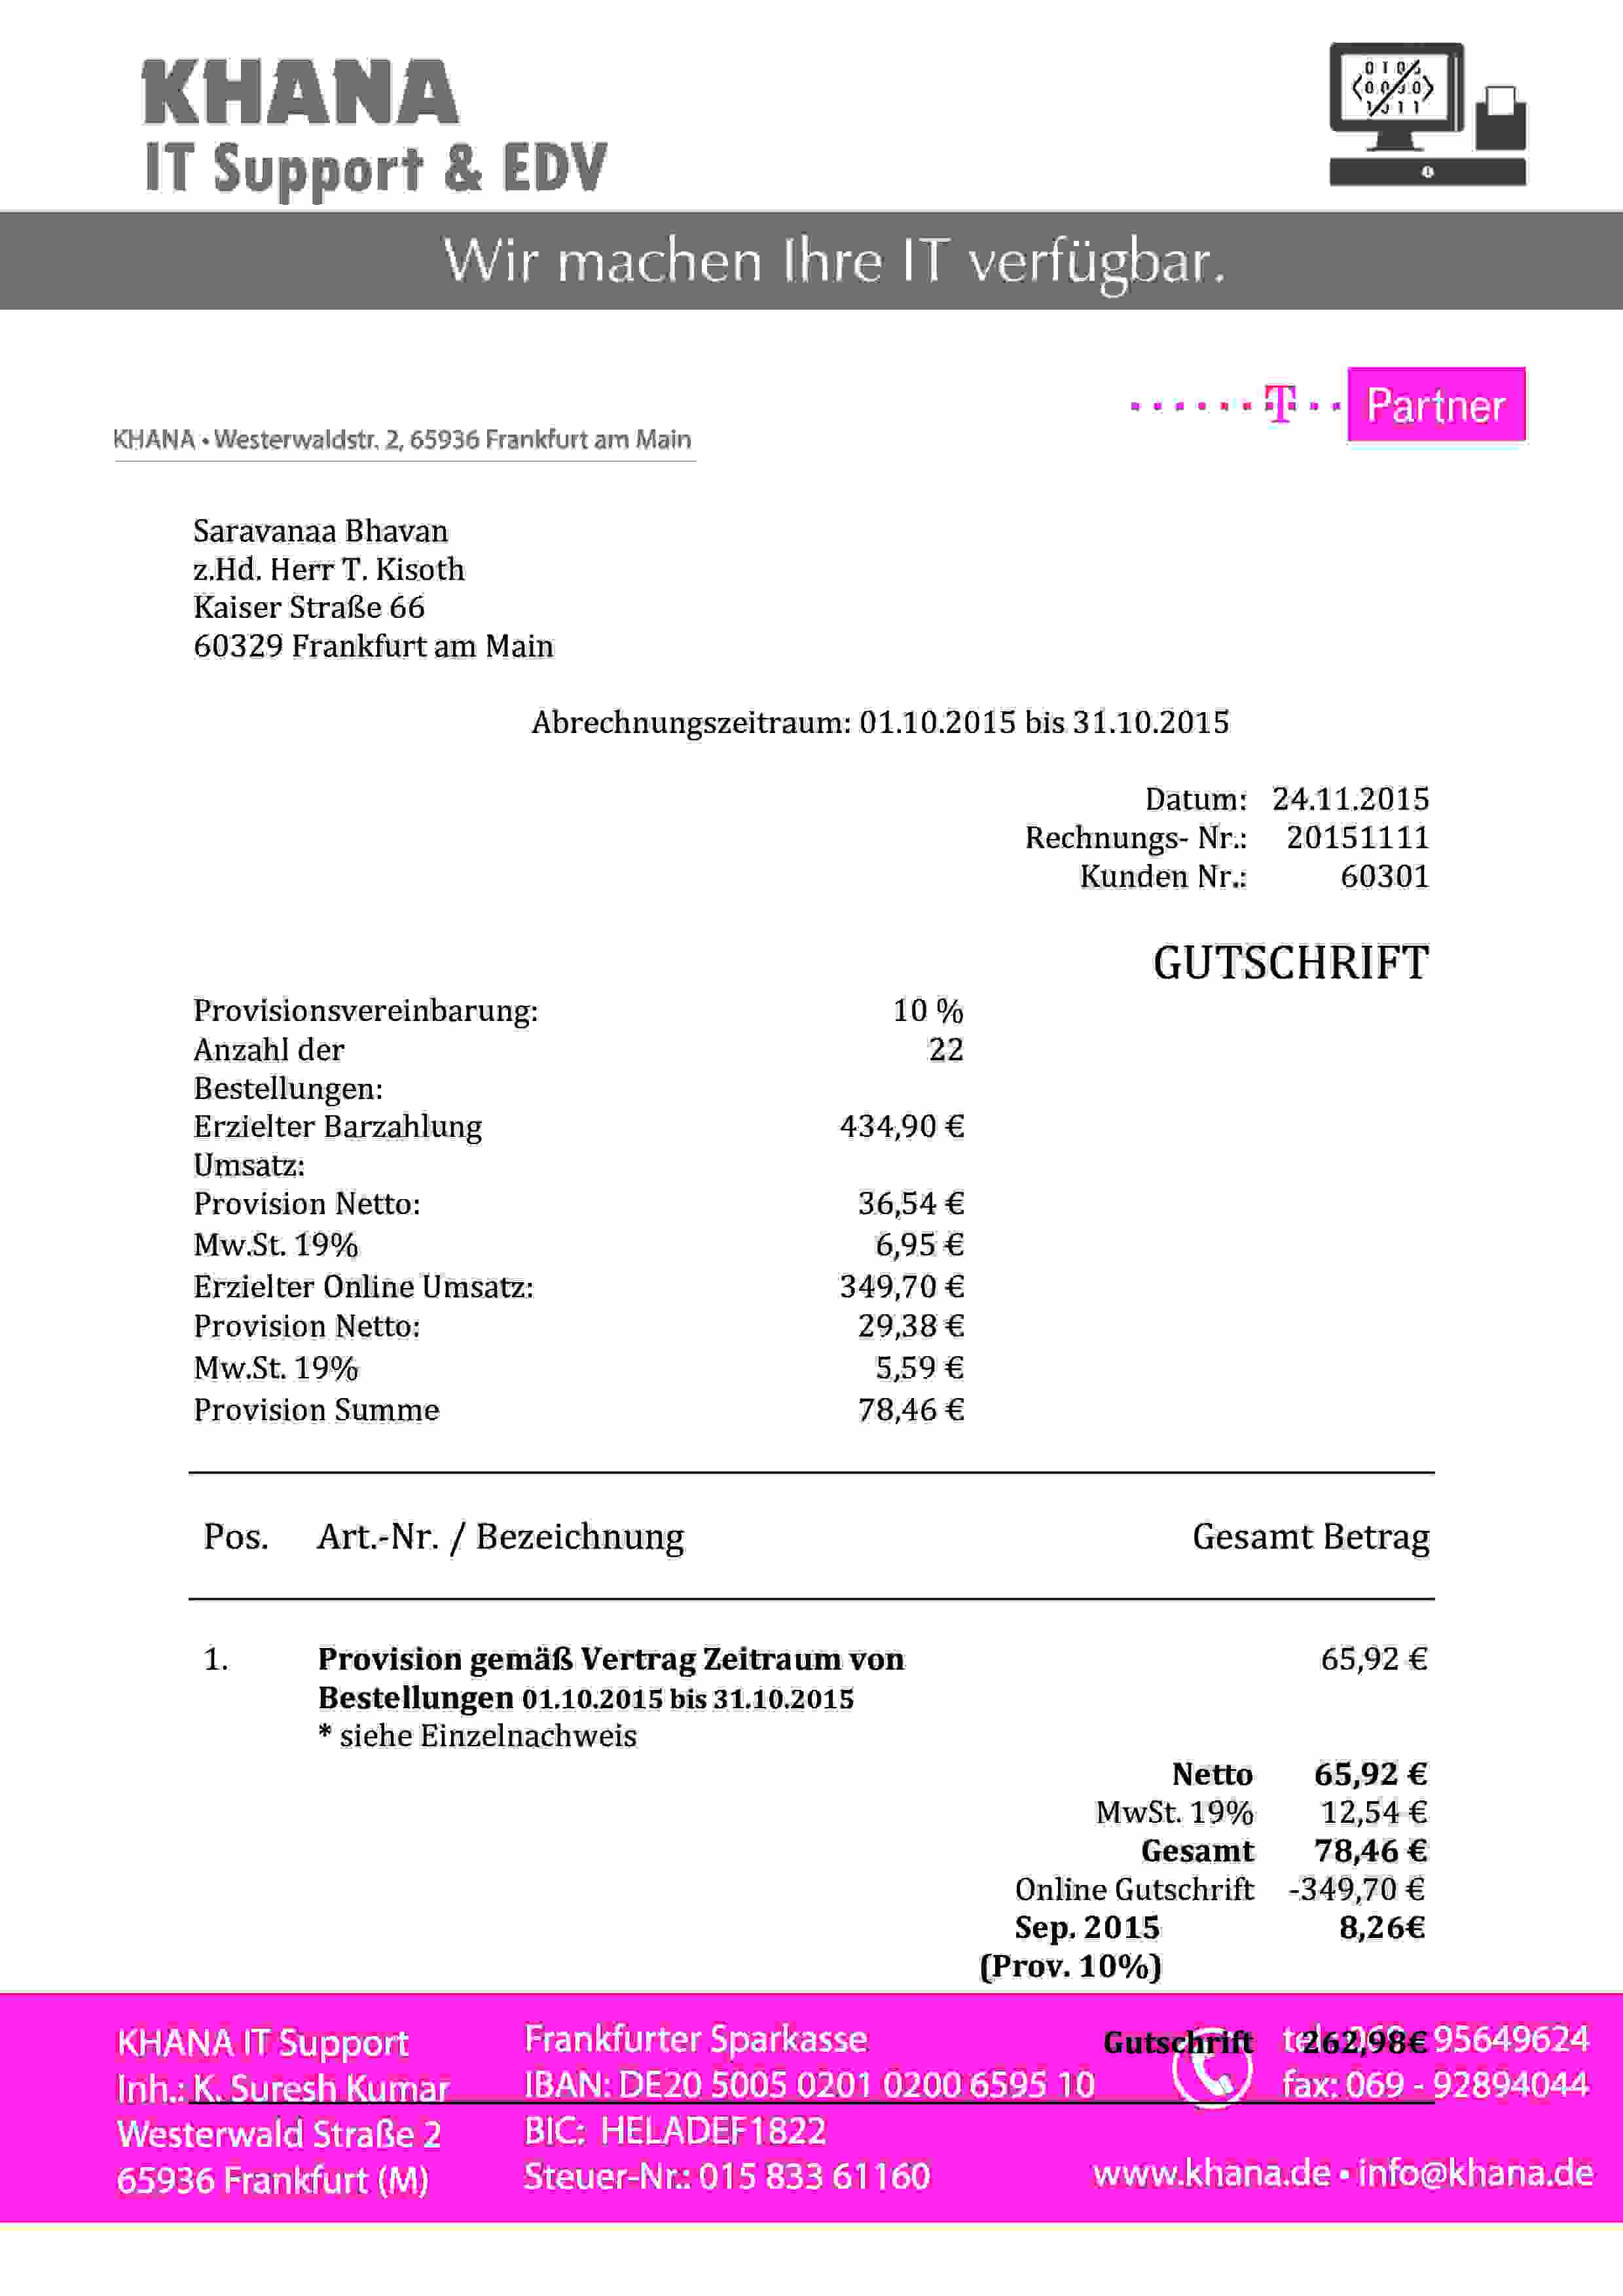 KHANA
IT Support & EDV
Wir machen Ihre IT verfügbar.
T Partner
KHANA • Westerwaldstr. 2, 65936 Frankfurt am Main
Saravanaa Bhavan
z.Hd. Herr T. Kisoth
Kaiser Straße 66
60329 Frankfurt am Main
Abrechnungszeitraum: 01.10.2015 bis 31.10.2015
Datum: 24.11.2015
Rechnungs- Nr.: 20151111
Kunden Nr.: 60301
GUTSCHRIFT
Provisionsvereinbarung: 10 %
Anzahl der 22
Bestellungen:
Erzielter Barzahlung 434,90 €
Umsatz:
Provision Netto: 36,54 €
Mw.St. 19% 6,95 €
Erzielter Online Umsatz: 349,70 €
Provision Netto: 29,38 €
Mw.St. 19% 5,59 €
Provision Summe 78,46 €
Pos. Art.-Nr. / Bezeichnung Gesamt Betrag
1. Provision gemäß Vertrag Zeitraum von 65,92 €
Bestellungen 01.10.2015 bis 31.10.2015
* siehe Einzelnachweis
Netto 65,92 €
MwSt. 19% 12,54 €
Gesamt 78,46 €
Online Gutschrift -349,70 €
Sep. 2015 8,26€
(Prov. 10%)
Gutschrift 262,98€
KHANA IT Support
Inh.: K. Suresh Kumar
Westerwald Straße 2
65936 Frankfurt (M)
Frankfurter Sparkasse
IBAN: DE20 5005 0201 0200 6595 10
BIC: HELADEF1822
Steuer-Nr.: 015 833 61160
tel.: 069 - 95649624
fax: 069 - 92894044
www.khana.de • info@khana.de